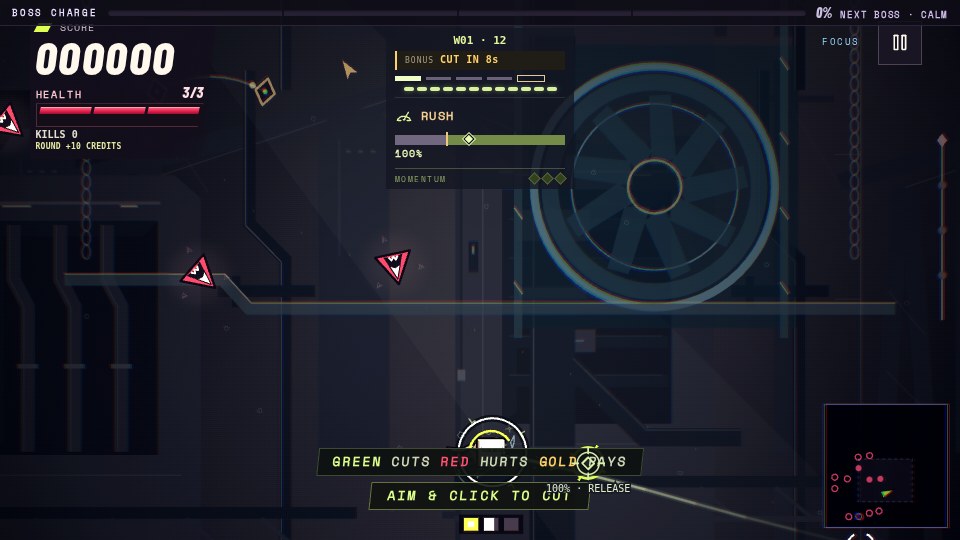 BOSS CHARGE
0% NEXT BOSS · CALM
SCORE
000000
HEALTH 3/3
KILLS 0
ROUND +10 CREDITS
W01 · 12
BONUS CUT IN 8s
RUSH
100%
MOMENTUM
FOCUS
GREEN CUTS RED HURTS GOLD PAYS
AIM & CLICK TO CUT
100% · RELEASE